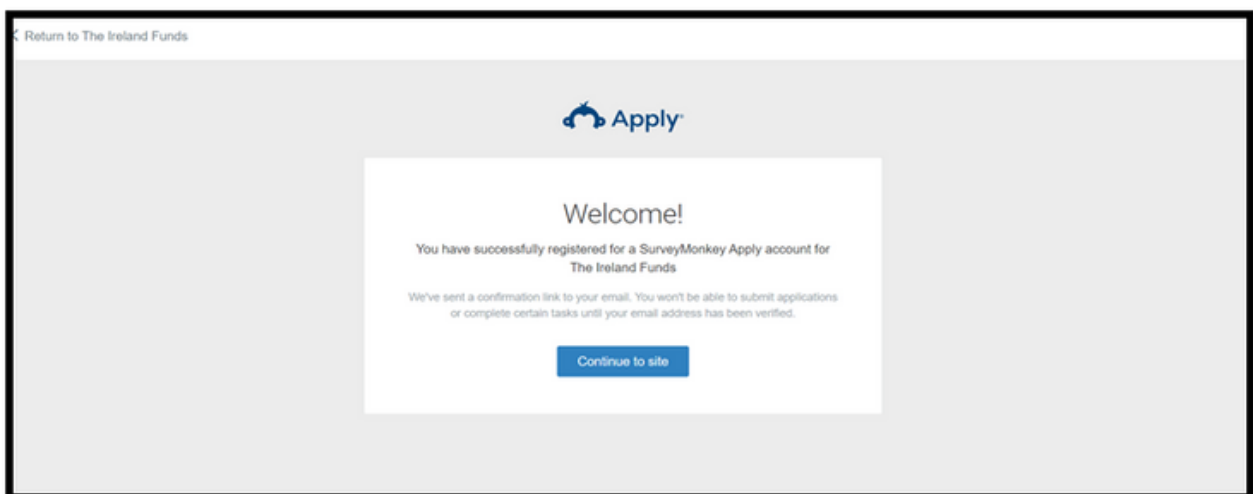 Return to The Ireland Funds
Apply
Welcome!
You have successfully registered for a SurveyMonkey Apply account for
The Ireland Funds
We've sent a confirmation link to your email. You won't be able to submit applications
or complete certain tasks until your email address has been verified.
Continue to site